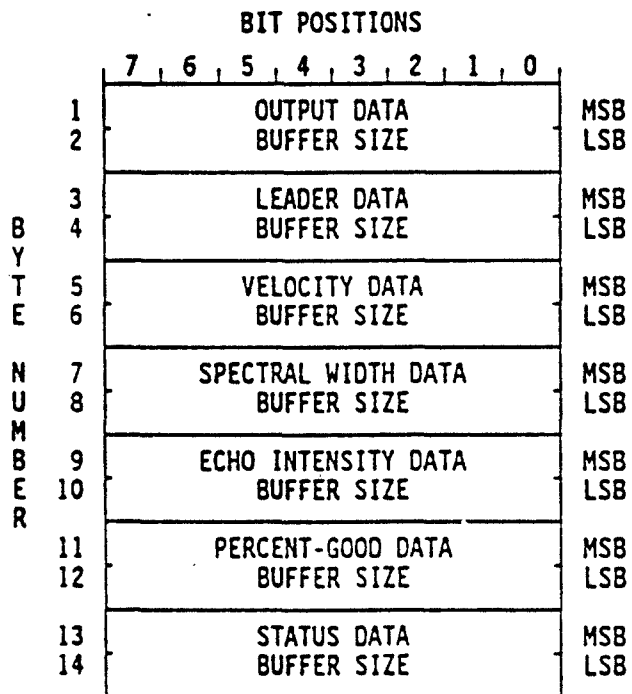 BIT POSITIONS
7 6 5 4 3 2 1 0
1 OUTPUT DATA MSB
2 BUFFER SIZE LSB
3 LEADER DATA MSB
4 BUFFER SIZE LSB
5 VELOCITY DATA MSB
6 BUFFER SIZE LSB
7 SPECTRAL WIDTH DATA MSB
8 BUFFER SIZE LSB
9 ECHO INTENSITY DATA MSB
10 BUFFER SIZE LSB
11 PERCENT-GOOD DATA MSB
12 BUFFER SIZE LSB
13 STATUS DATA MSB
14 BUFFER SIZE LSB
BYTE NUMBER